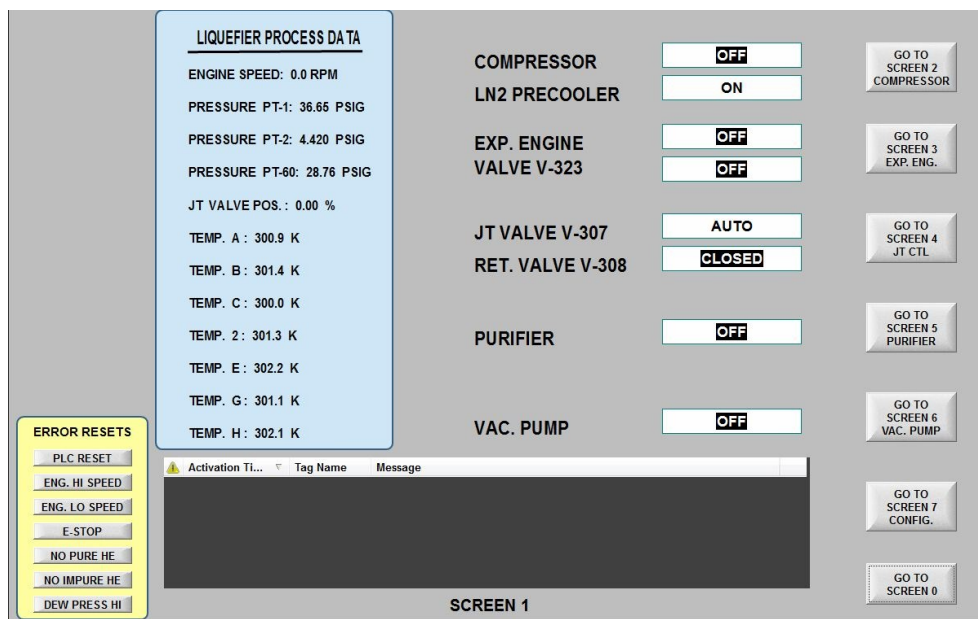 LIQUEFIER PROCESS DATA
ENGINE SPEED: 0.0 RPM
PRESSURE PT-1: 36.65 PSIG
PRESSURE PT-2: 4.420 PSIG
PRESSURE PT-60: 28.76 PSIG
JT VALVE POS.: 0.00 %
TEMP. A : 300.9 K
TEMP. B : 301.4 K
TEMP. C : 300.0 K
TEMP. 2 : 301.3 K
TEMP. E : 302.2 K
TEMP. G : 301.1 K
TEMP. H : 302.1 K
COMPRESSOR OFF
LN2 PRECOOLER ON
EXP. ENGINE OFF
VALVE V-323 OFF
JT VALVE V-307 AUTO
RET. VALVE V-308 CLOSED
PURIFIER OFF
VAC. PUMP OFF
GO TO
SCREEN 2
COMPRESSOR
GO TO
SCREEN 3
EXP. ENG.
GO TO
SCREEN 4
JT CTL
GO TO
SCREEN 5
PURIFIER
GO TO
SCREEN 6
VAC. PUMP
GO TO
SCREEN 7
CONFIG.
GO TO
SCREEN 0
ERROR RESETS
PLC RESET
ENG. HI SPEED
ENG. LO SPEED
E-STOP
NO PURE HE
NO IMPURE HE
DEW PRESS HI
Activation Ti... Tag Name Message
SCREEN 1